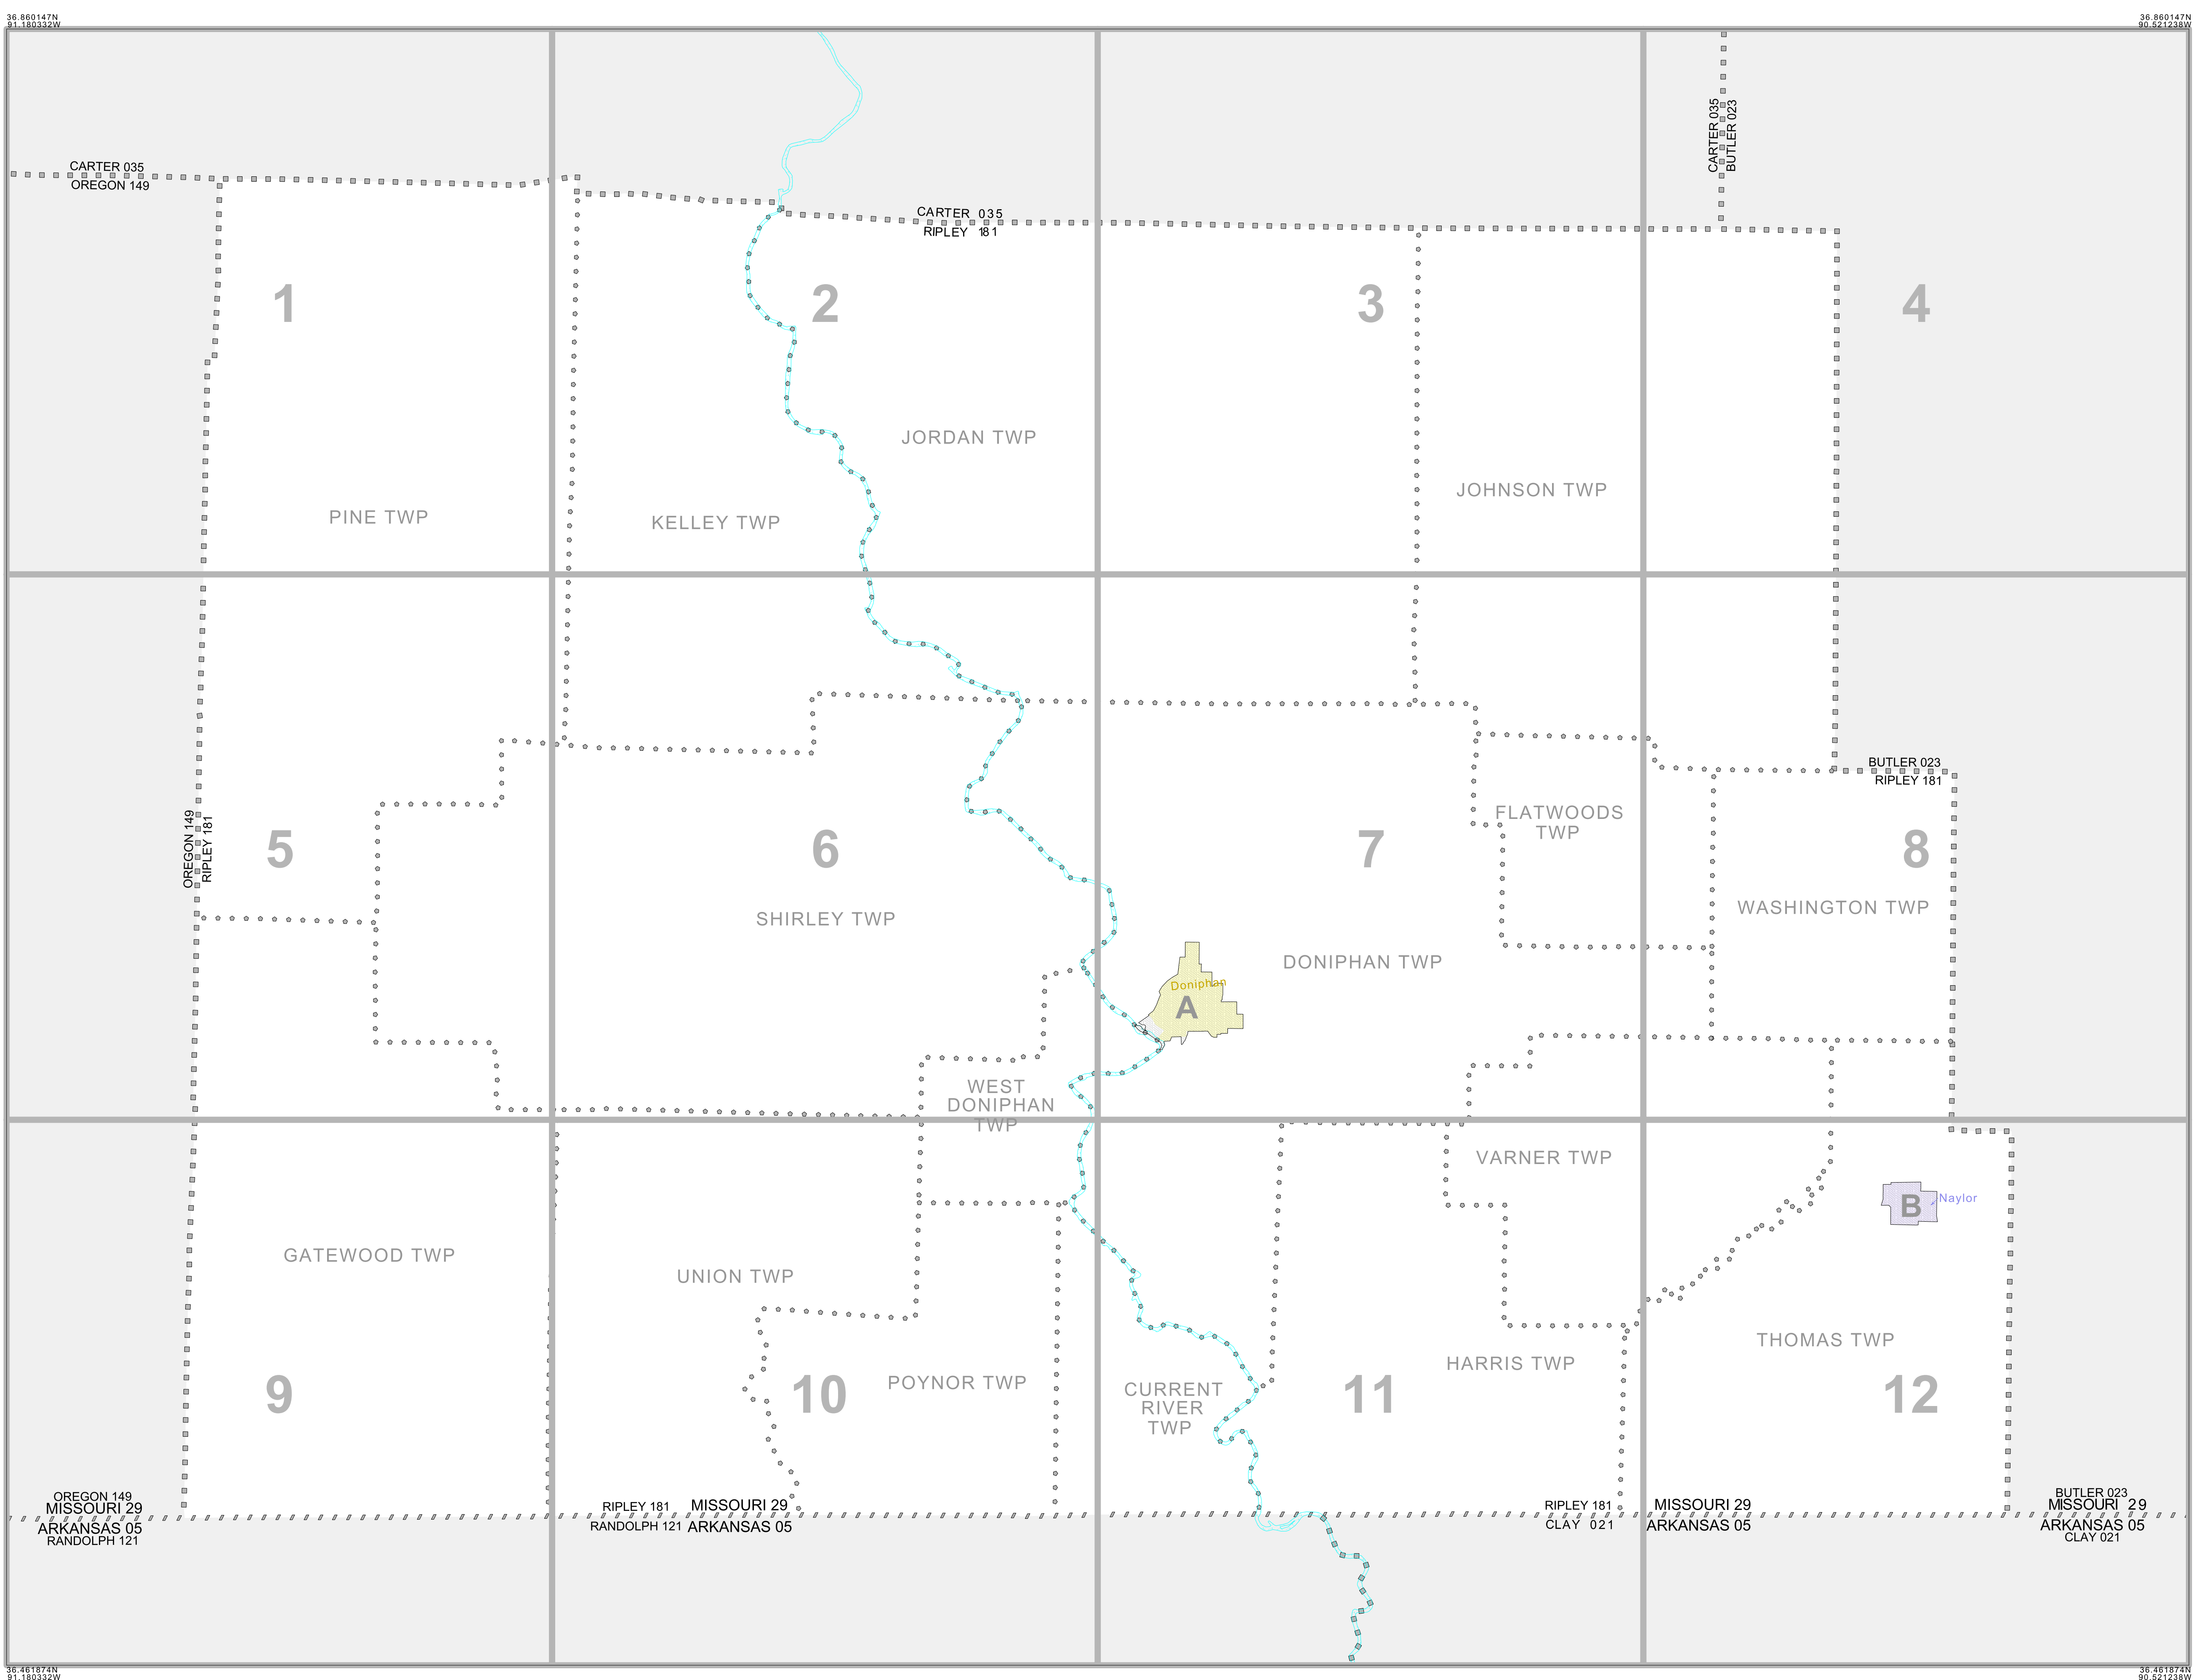 36.860147N
91.180332W
36.860147N
90.521238W
CARTER 035
BUTLER 023
CARTER 035
OREGON 149
CARTER 035
RIPLEY 181
1
2
3
4
JORDAN TWP
JOHNSON TWP
PINE TWP
KELLEY TWP
BUTLER 023
RIPLEY 181
OREGON 149
RIPLEY 181
FLATWOODS
TWP
5
6
7
8
SHIRLEY TWP
WASHINGTON TWP
DONIPHAN TWP
Doniphan
A
WEST
DONIPHAN
TWP
VARNER TWP
B
Naylor
GATEWOOD TWP
UNION TWP
THOMAS TWP
HARRIS TWP
POYNOR TWP
CURRENT
RIVER
TWP
9
10
11
12
OREGON 149
MISSOURI 29
ARKANSAS 05
RANDOLPH 121
RIPLEY 181 MISSOURI 29
RANDOLPH 121 ARKANSAS 05
RIPLEY 181 MISSOURI 29
CLAY 021 ARKANSAS 05
BUTLER 023
MISSOURI 29
ARKANSAS 05
CLAY 021
36.461874N
91.180332W
36.461874N
90.521238W